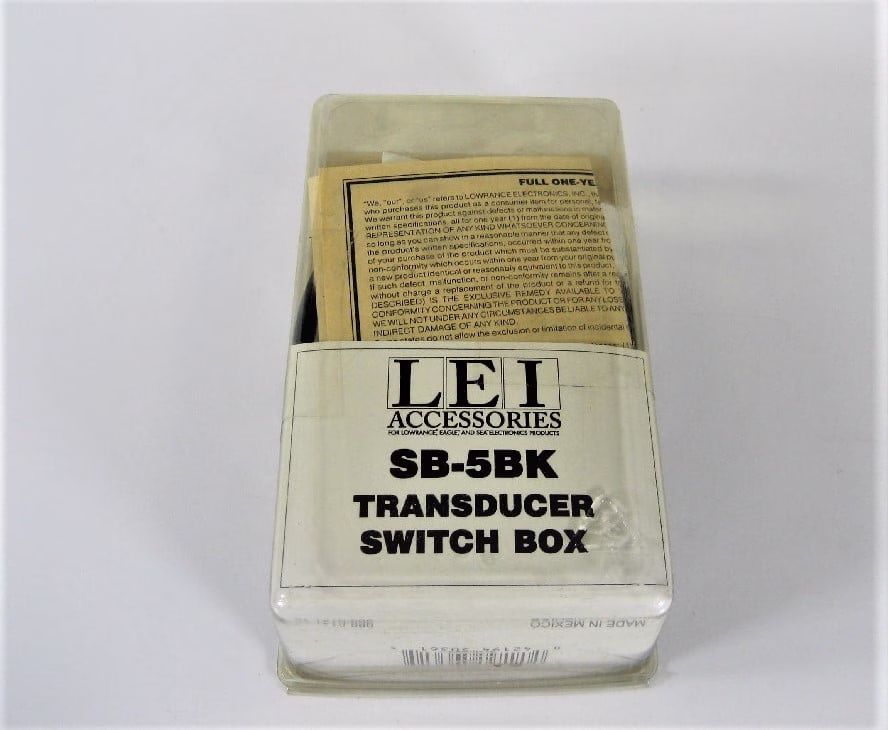 FULL ONE-YE
"We, "our", or "us" refers to LOWRANCE ELECTRONICS, INC., the
who purchases this product as a consumer item for personal, fa
We warrant this product against defects or malfunctions in mater
written specifications, all for one year (1) from the date of origina
REPRESENTATION OF ANY KIND WHATSOEVER CONCERNING
so long as you can show in a reasonable manner that any defect
the product's written specifications, occurred within one year fro
of your purchase of the product which must be substantiated by
non-conformity which occurs within one year from your original pu
a new product identical or reasonably equivalent to this product
If such defect, malfunction, or non-conformity remains after a re
without charge a replacement of the product or a refund for t
DESCRIBED) IS THE EXCLUSIVE REMEDY AVAILABLE TO
CONFORMITY CONCERNING THE PRODUCT OR FOR ANY LOSS
WE WILL NOT UNDER ANY CIRCUMSTANCES BE LIABLE TO ANY
INDIRECT DAMAGE OF ANY KIND.
states do not allow the exclusion or limitation of incidental
LEI
ACCESSORIES
FOR LOWRANCE, EAGLE, AND SEA ELECTRONICS PRODUCTS
SB-5BK
TRANSDUCER
SWITCH BOX
MADE IN MEXICO